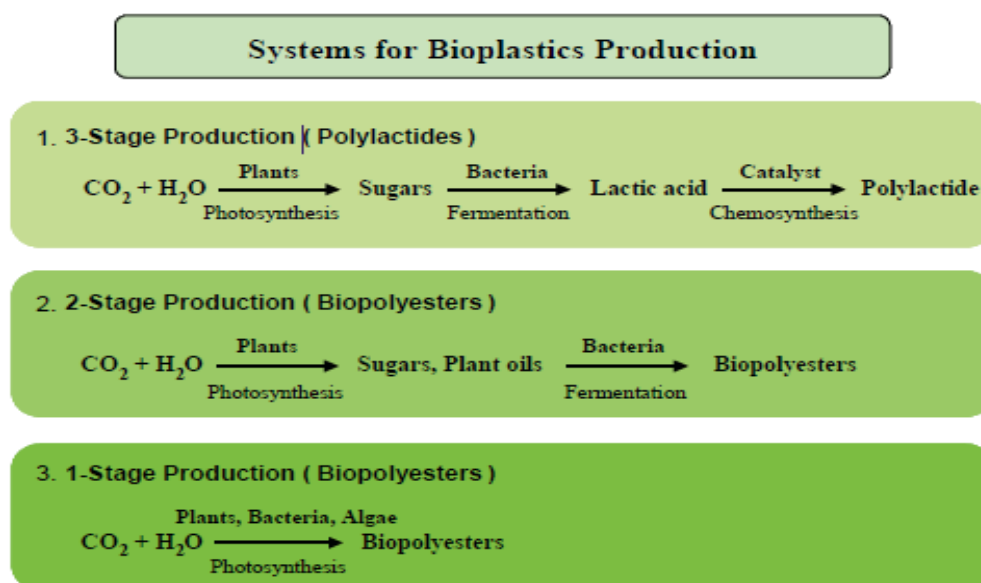 Systems for Bioplastics Production
1. 3-Stage Production ( Polylactides )
Plants Bacteria Catalyst
CO₂ + H₂O Sugars Lactic acid Polylactide
Photosynthesis Fermentation Chemosynthesis
2. 2-Stage Production ( Biopolyesters )
Plants Bacteria
CO₂ + H₂O Sugars, Plant oils Biopolyesters
Photosynthesis Fermentation
3. 1-Stage Production ( Biopolyesters )
Plants, Bacteria, Algae
CO₂ + H₂O Biopolyesters
Photosynthesis